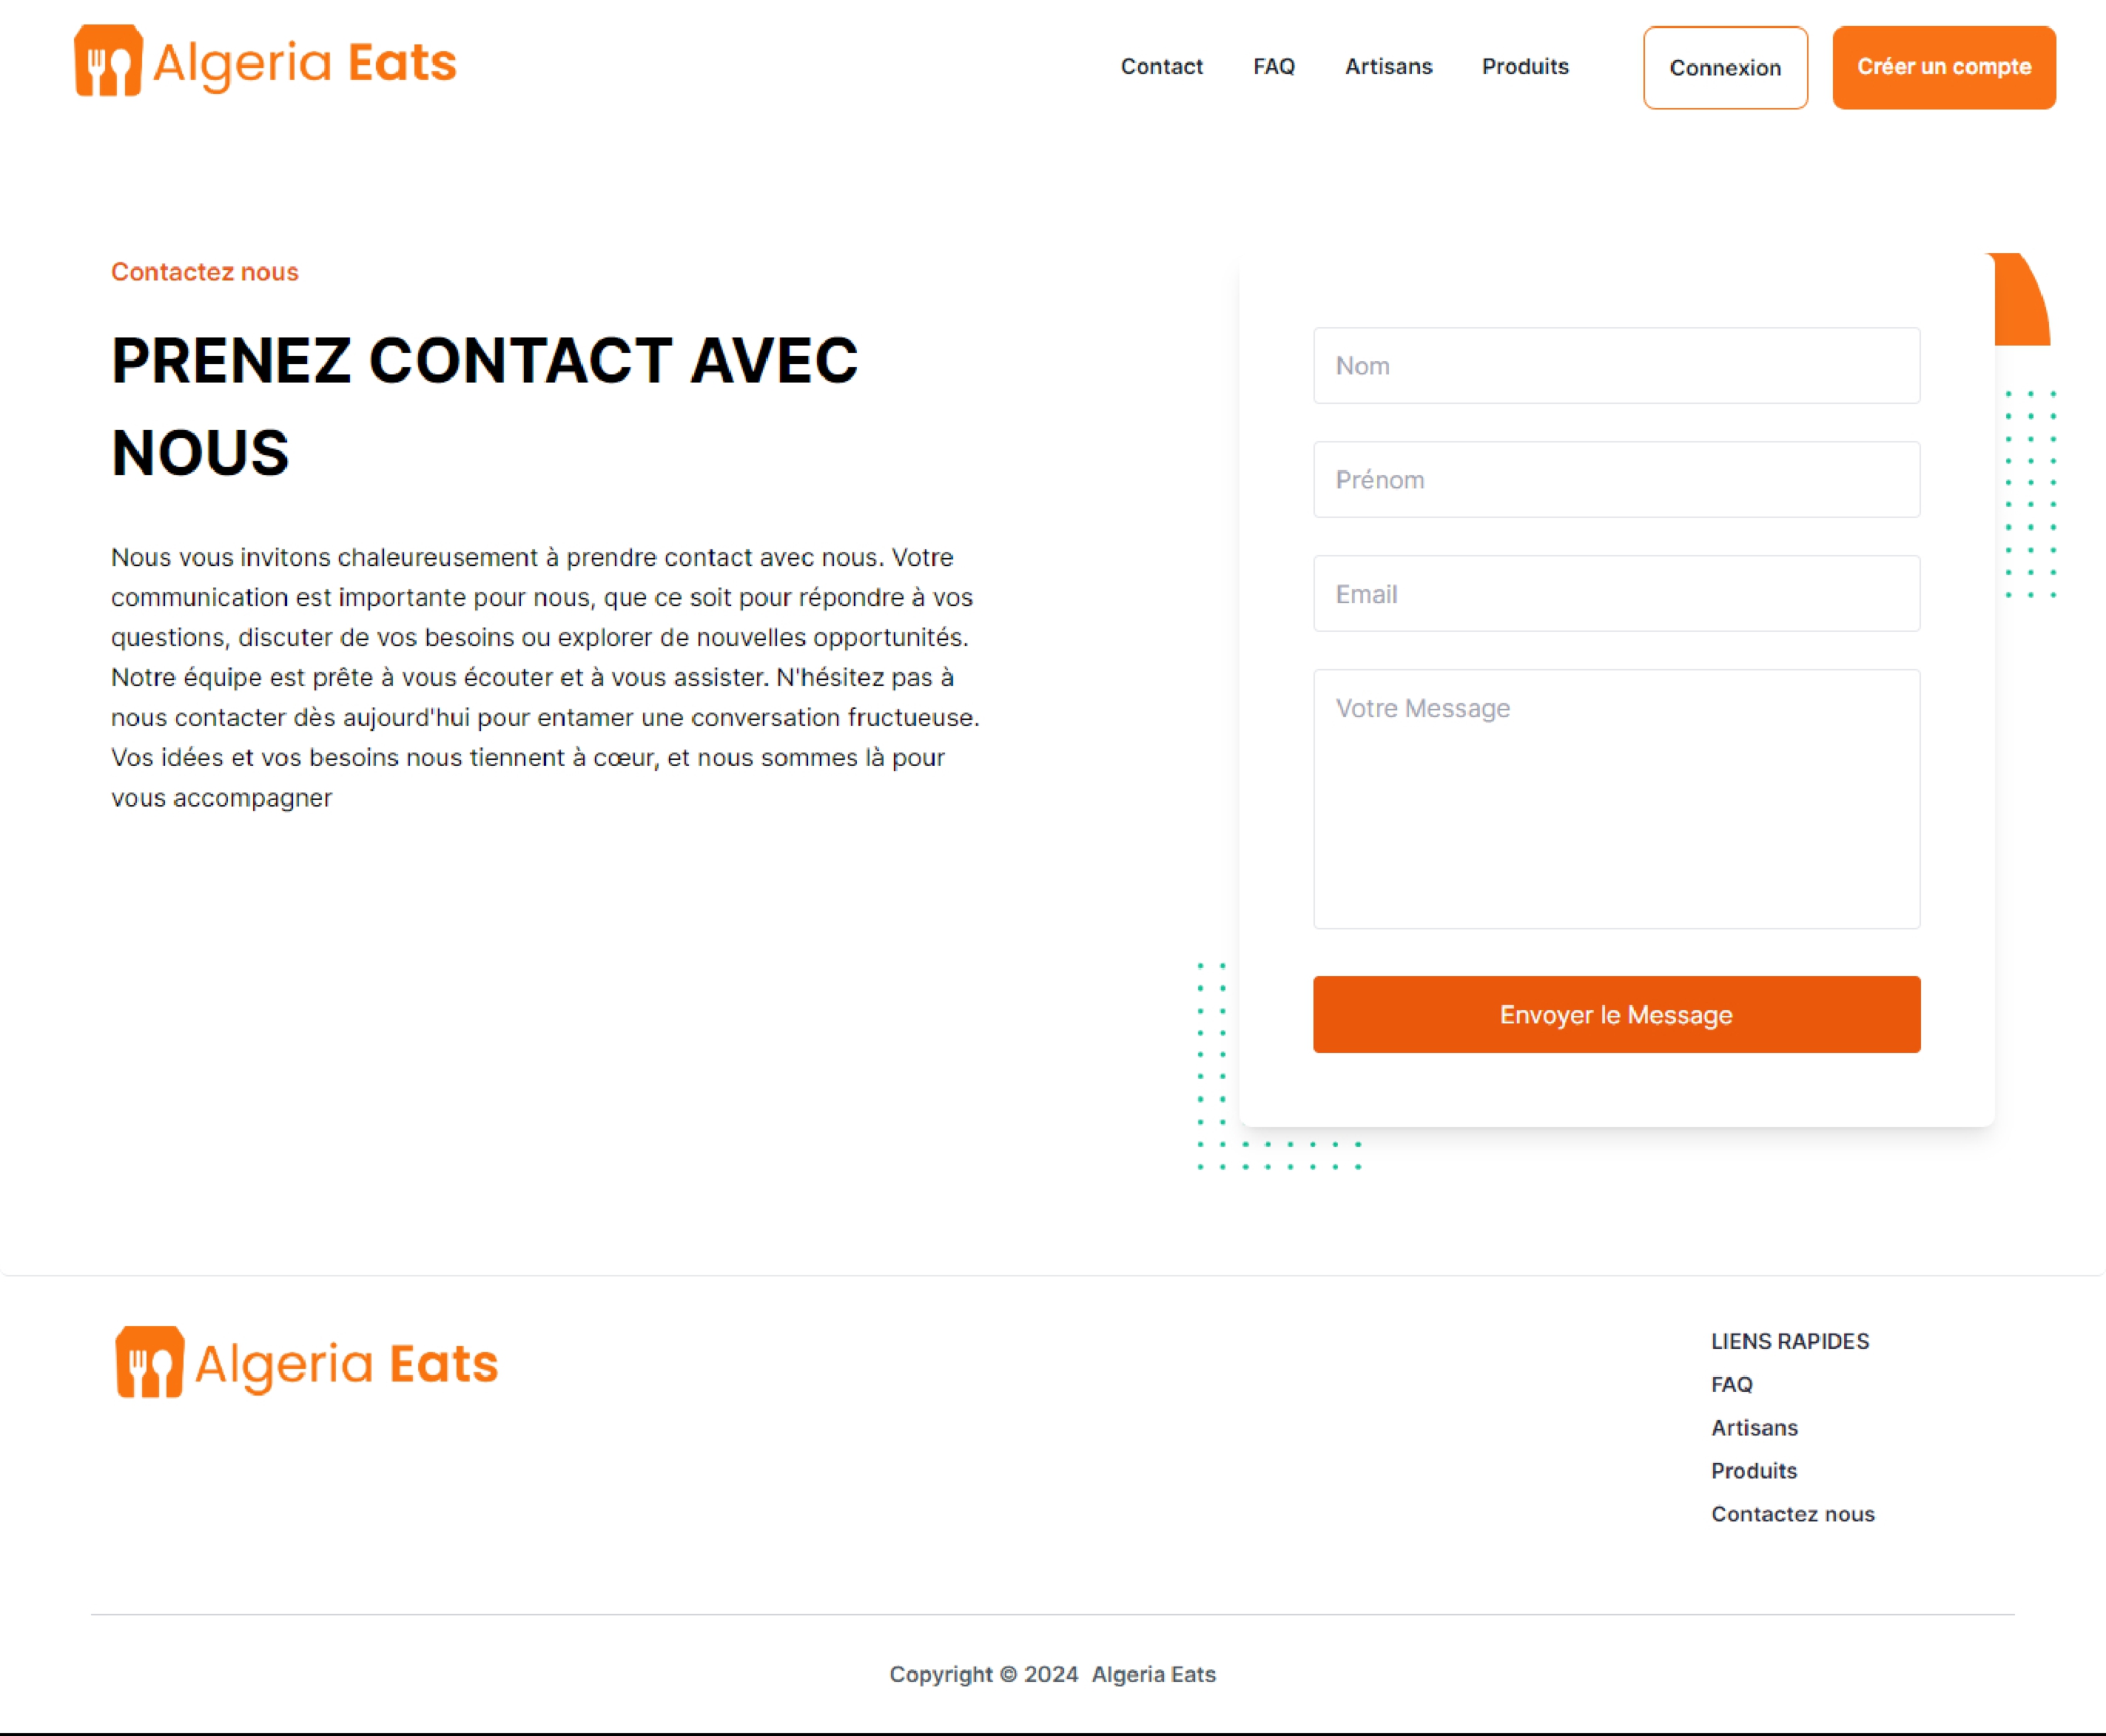 Algeria Eats
Contact FAQ Artisans Produits Connexion Créer un compte
Contactez nous
PRENEZ CONTACT AVEC
NOUS
Nous vous invitons chaleureusement à prendre contact avec nous. Votre
communication est importante pour nous, que ce soit pour répondre à vos
questions, discuter de vos besoins ou explorer de nouvelles opportunités.
Notre équipe est prête à vous écouter et à vous assister. N'hésitez pas à
nous contacter dès aujourd'hui pour entamer une conversation fructueuse.
Vos idées et vos besoins nous tiennent à cœur, et nous sommes là pour
vous accompagner
Nom
Prénom
Email
Votre Message
Envoyer le Message
Algeria Eats
LIENS RAPIDES
FAQ
Artisans
Produits
Contactez nous
Copyright © 2024 Algeria Eats